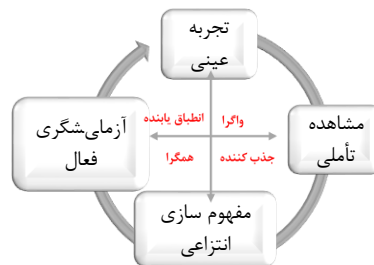 تجربه
عینی
واگرا انطباق یابنده
مشاهده
تأملی
آزمایشگری
فعال
جذب کننده همگرا
مفهوم سازی
انتزاعی